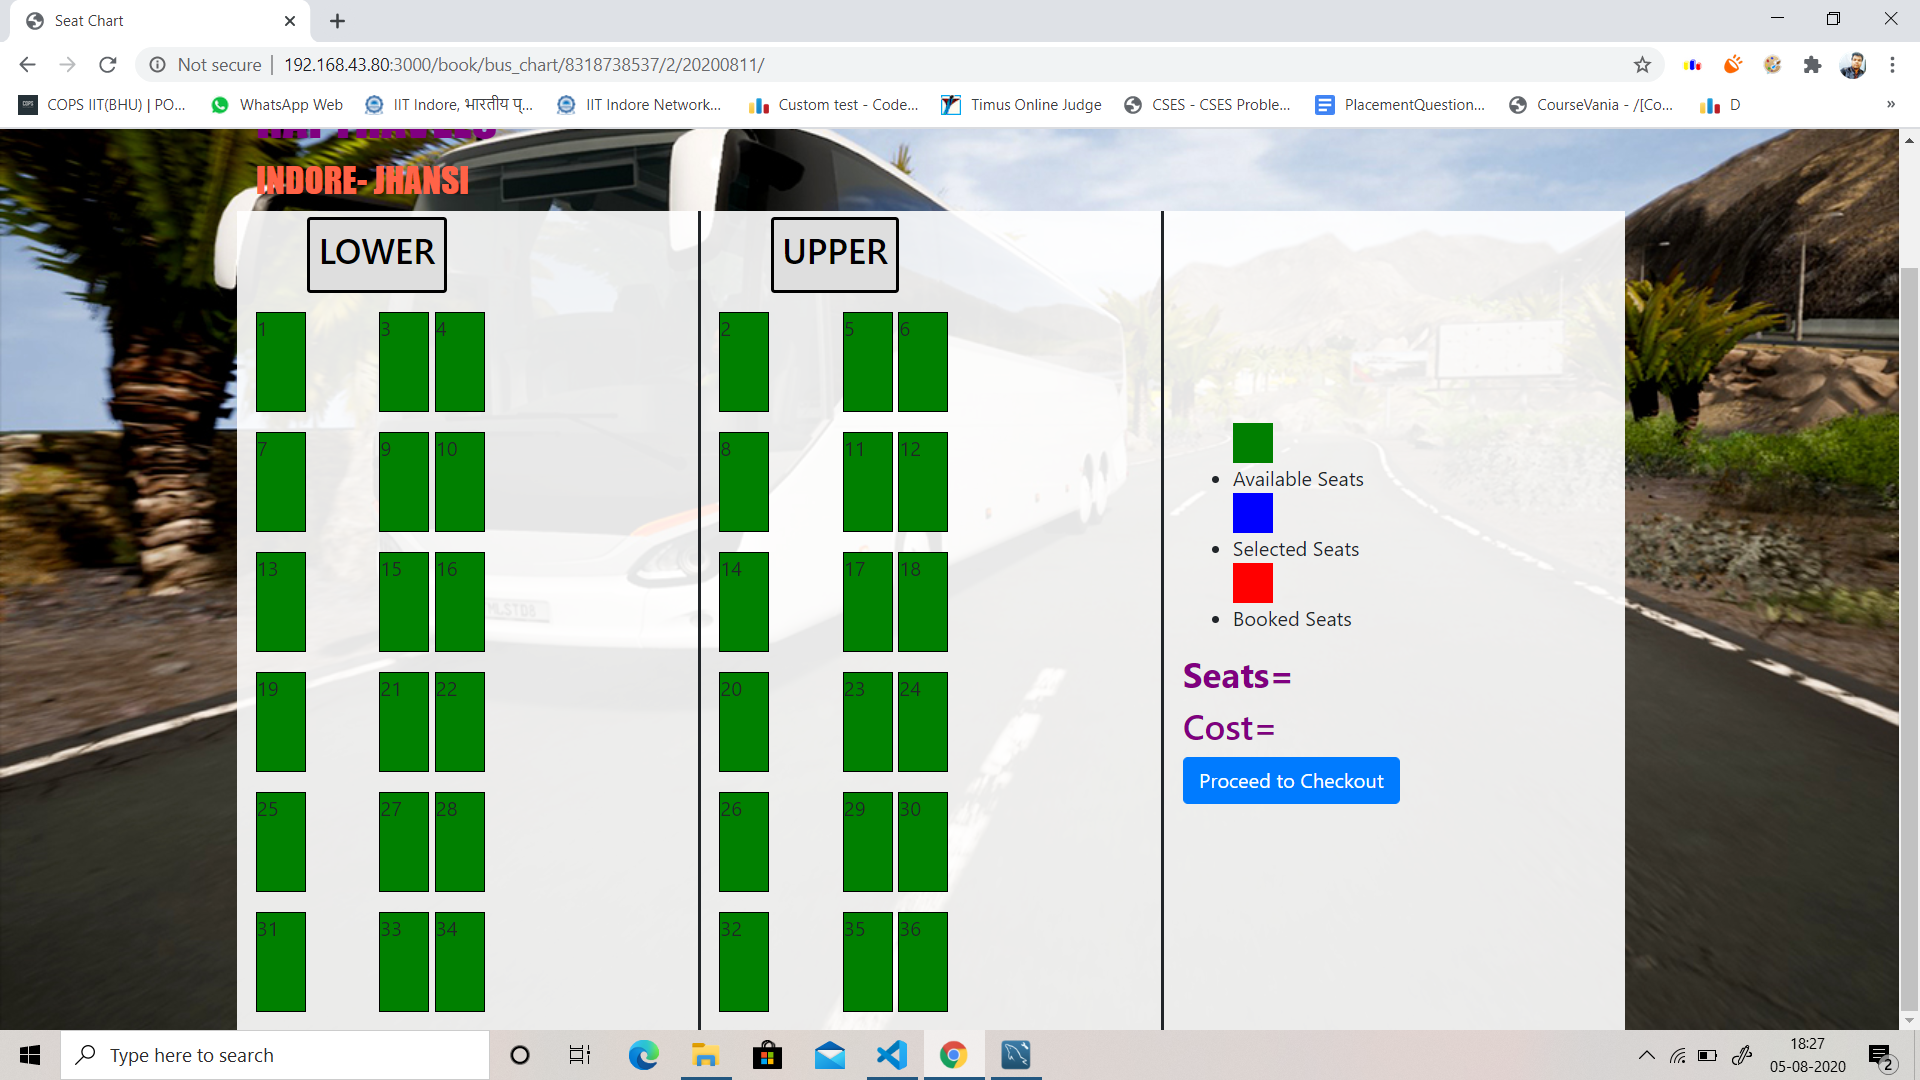 Seat Chart
Not secure | 192.168.43.80:3000/book/bus_chart/8318738537/2/20200811/
COPS IIT(BHU) | PO... WhatsApp Web IIT Indore, भारतीय प्... IIT Indore Network... Custom test - Code... Timus Online Judge CSES - CSES Proble... PlacementQuestion... CourseVania - /[Co... D »
INDORE- JHANSI
LOWER
1 3 4
7 9 10
13 15 16
19 21 22
25 27 28
31 33 34
UPPER
2 5 6
8 11 12
14 17 18
20 23 24
26 29 30
32 35 36
Available Seats
Selected Seats
Booked Seats
Seats=
Cost=
Proceed to Checkout
Type here to search
18:27
05-08-2020
2